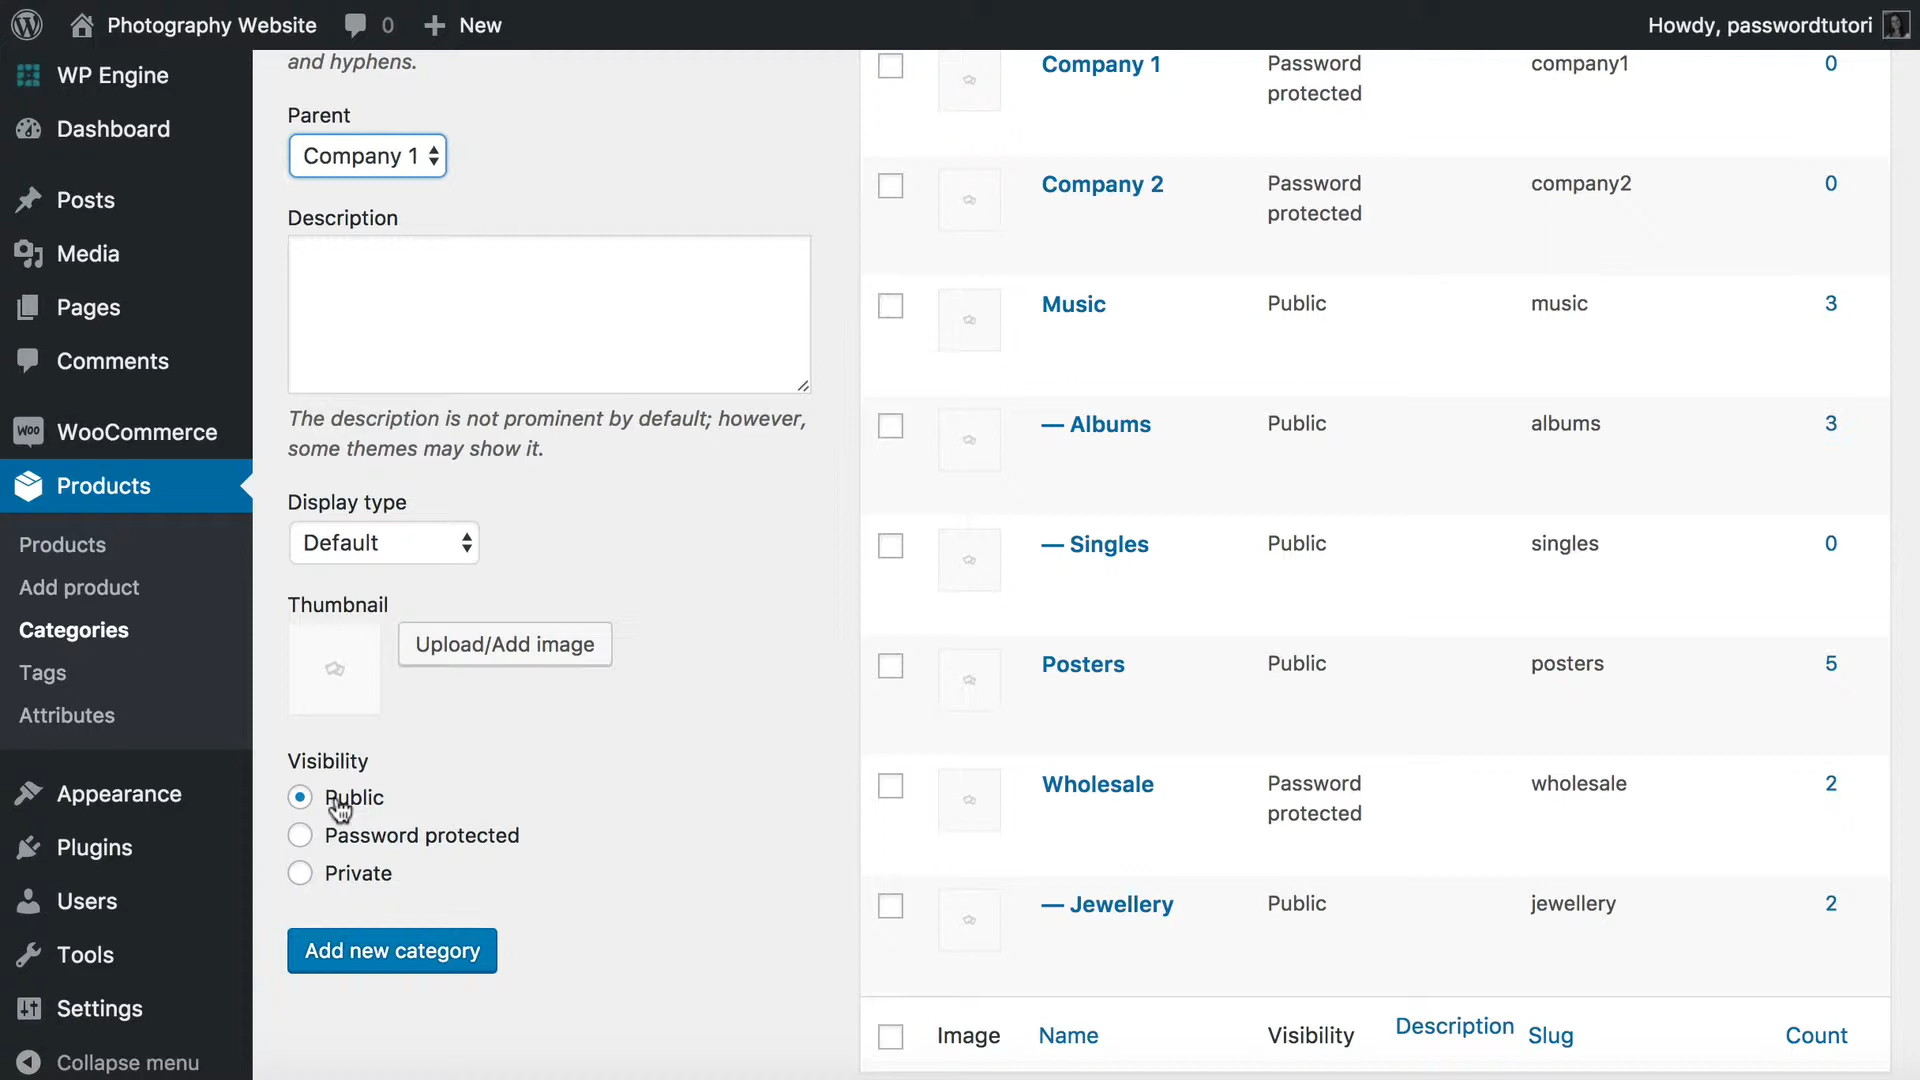 Photography Website
0
New
Howdy, passwordtutori
WP Engine
Dashboard
Posts
Media
Pages
Comments
Woo WooCommerce
Products
Products
Add product
Categories
Tags
Attributes
Appearance
Plugins
Users
Tools
Settings
Collapse menu
and hyphens.
Parent
Company 1
Description
The description is not prominent by default; however,
some themes may show it.
Display type
Default
Thumbnail
Upload/Add image
Visibility
Public
Password protected
Private
Add new category
Company 1 Password company1 0
protected
Company 2 Password company2 0
protected
Music Public music 3
— Albums Public albums 3
— Singles Public singles 0
Posters Public posters 5
Wholesale Password wholesale 2
protected
— Jewellery Public jewellery 2
Image Name Visibility Description Slug Count